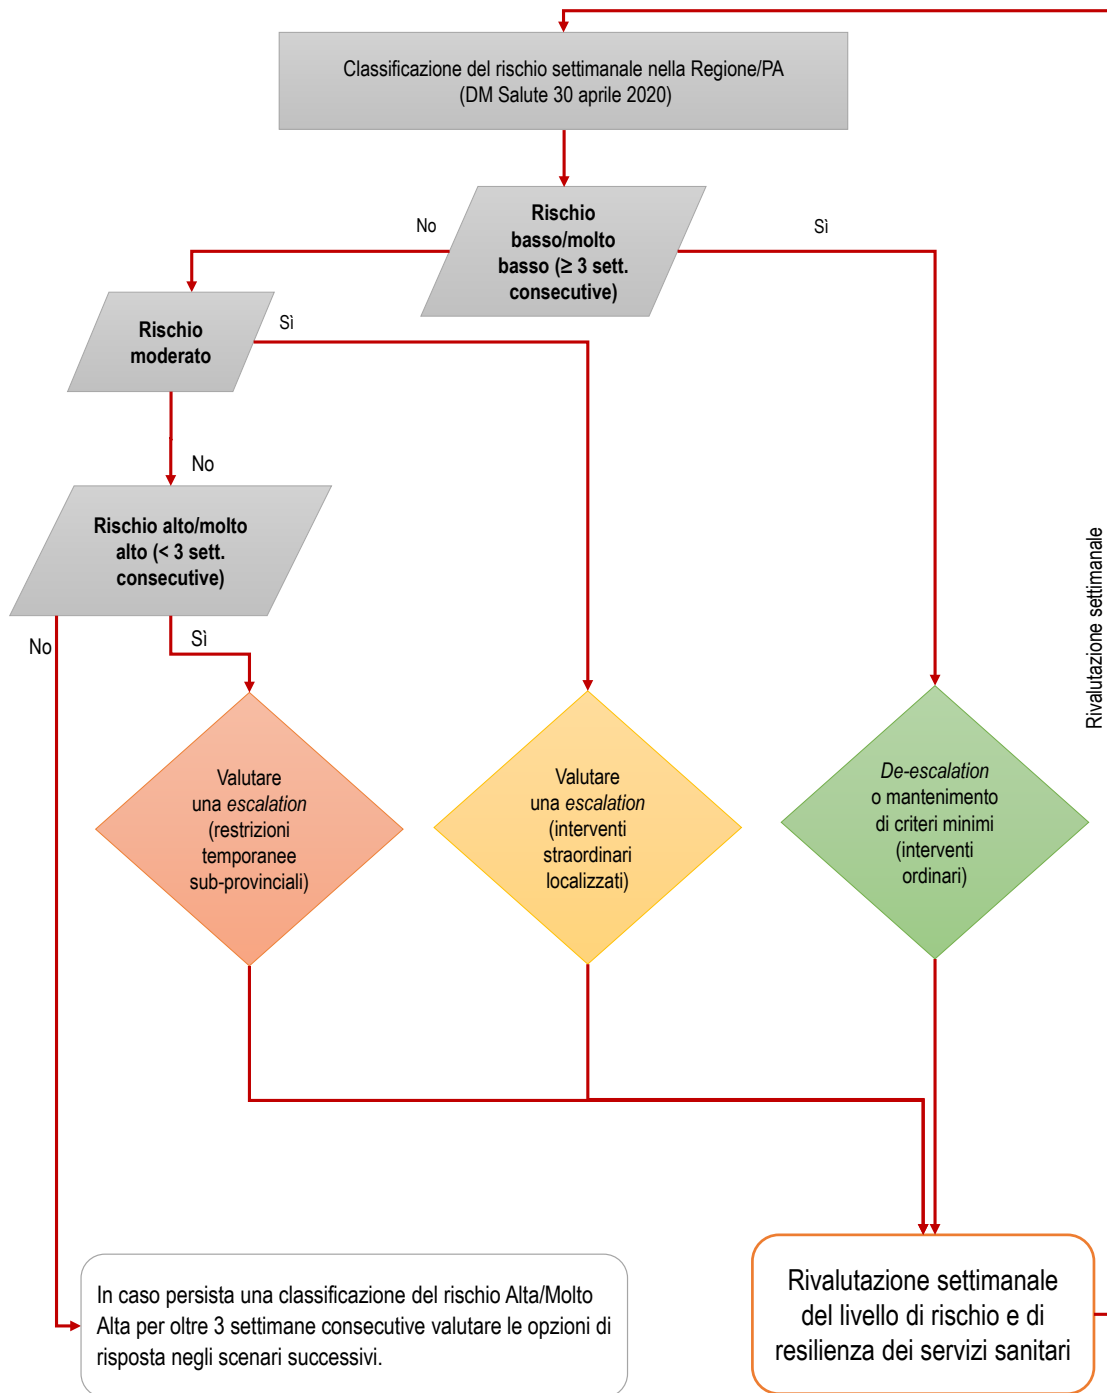 Classificazione del rischio settimanale nella Regione/PA
(DM Salute 30 aprile 2020)
Rischio
basso/molto
basso (≥ 3 sett.
consecutive)
No
Sì
Rischio
moderato
Sì
No
Rischio alto/molto
alto (< 3 sett.
consecutive)
No
Sì
Rivalutazione settimanale
Valutare
una escalation
(restrizioni
temporanee
sub-provinciali)
Valutare
una escalation
(interventi
straordinari
localizzati)
De-escalation
o mantenimento
di criteri minimi
(interventi
ordinari)
In caso persista una classificazione del rischio Alta/Molto
Alta per oltre 3 settimane consecutive valutare le opzioni di
risposta negli scenari successivi.
Rivalutazione settimanale
del livello di rischio e di
resilienza dei servizi sanitari